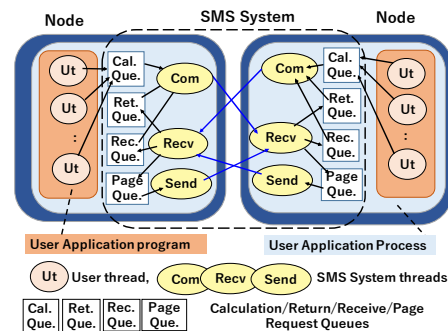 Node
SMS System
Node
Ut
Cal.
Que.
Com
Ut
Ret.
Que.
:
Rec.
Que.
Recv
Ut
Page
Que.
Send
Com
Cal.
Que.
Ut
Ret.
Que.
Ut
Recv
Rec.
Que.
:
Send
Page
Que.
Ut
User Application program
User Application Process
Ut
User thread,
Com
Recv
Send
SMS System threads
Cal.
Que.
Ret.
Que.
Rec.
Que.
Page
Que.
Calculation/Return/Receive/Page
Request Queues